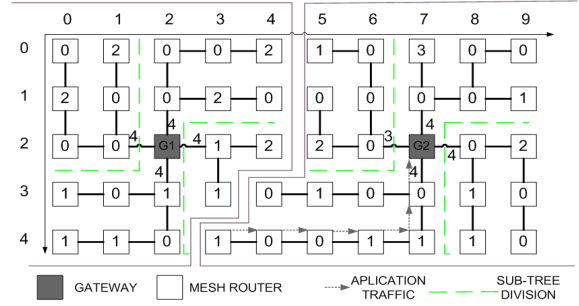 0 1 2 3 4 5 6 7 8 9
0 0 2 0 0 2 1 0 3 0 0
1 2 0 0 2 0 0 0 0 0 1
4 4
2 0 0 4 G1 4 1 2 2 0 3 G2 4 0 2
4 4
3 1 0 1 1 0 1 0 0 1 0
4 1 1 0 1 0 0 1 1 1 0
GATEWAY MESH ROUTER APLICATION TRAFFIC SUB-TREE DIVISION